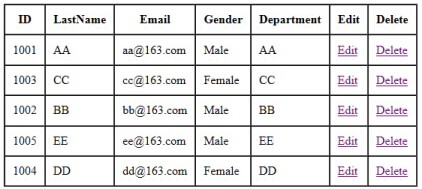 ID LastName Email Gender Department Edit Delete
1001 AA aa@163.com Male AA Edit Delete
1003 CC cc@163.com Female CC Edit Delete
1002 BB bb@163.com Male BB Edit Delete
1005 EE ee@163.com Male EE Edit Delete
1004 DD dd@163.com Female DD Edit Delete